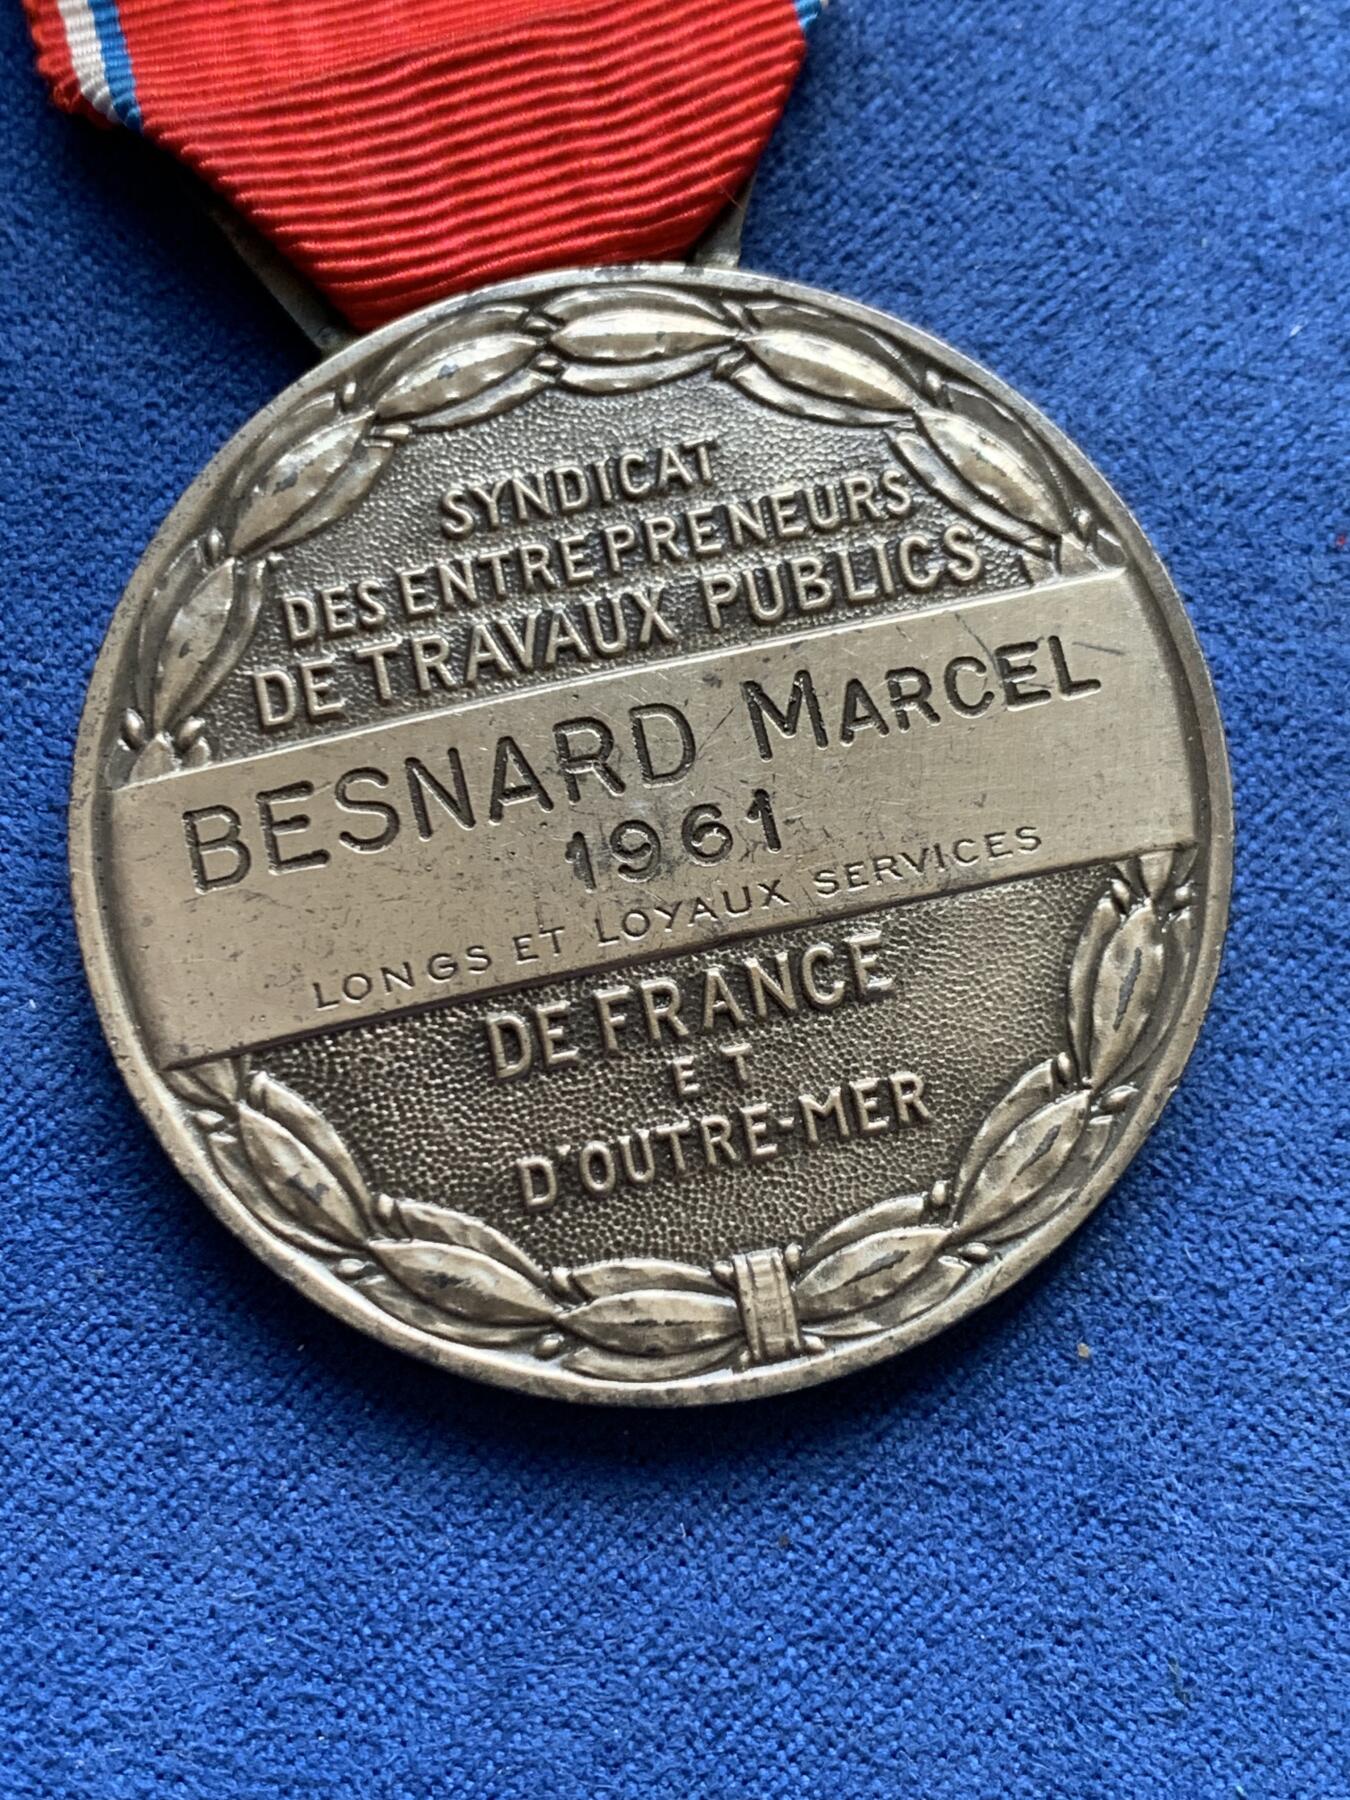 SYNDICAT
DES ENTREPRENEURS
DE TRAVAUX PUBLICS
BESNARD MARCEL
1961
LONGS ET LOYAUX SERVICES
DE FRANCE
ET
D'OUTRE-MER